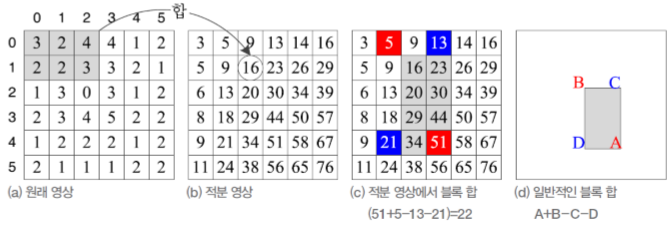 합
0 1 2 3 4 5
0 3 2 4 4 1 2
1 2 2 3 3 2 1
2 1 3 0 3 1 2
3 2 3 4 5 2 2
4 1 2 2 2 1 2
5 2 1 1 1 2 2
(a) 원래 영상
3 5 9 13 14 16
5 9 16 23 26 29
6 13 20 30 34 39
8 18 29 44 50 57
9 21 34 51 58 67
11 24 38 56 65 76
(b) 적분 영상
3 5 9 13 14 16
5 9 16 23 26 29
6 13 20 30 34 39
8 18 29 44 50 57
9 21 34 51 58 67
11 24 38 56 65 76
(c) 적분 영상에서 블록 합
(51+5-13-21)=22
B C
D A
(d) 일반적인 블록 합
A+B-C-D